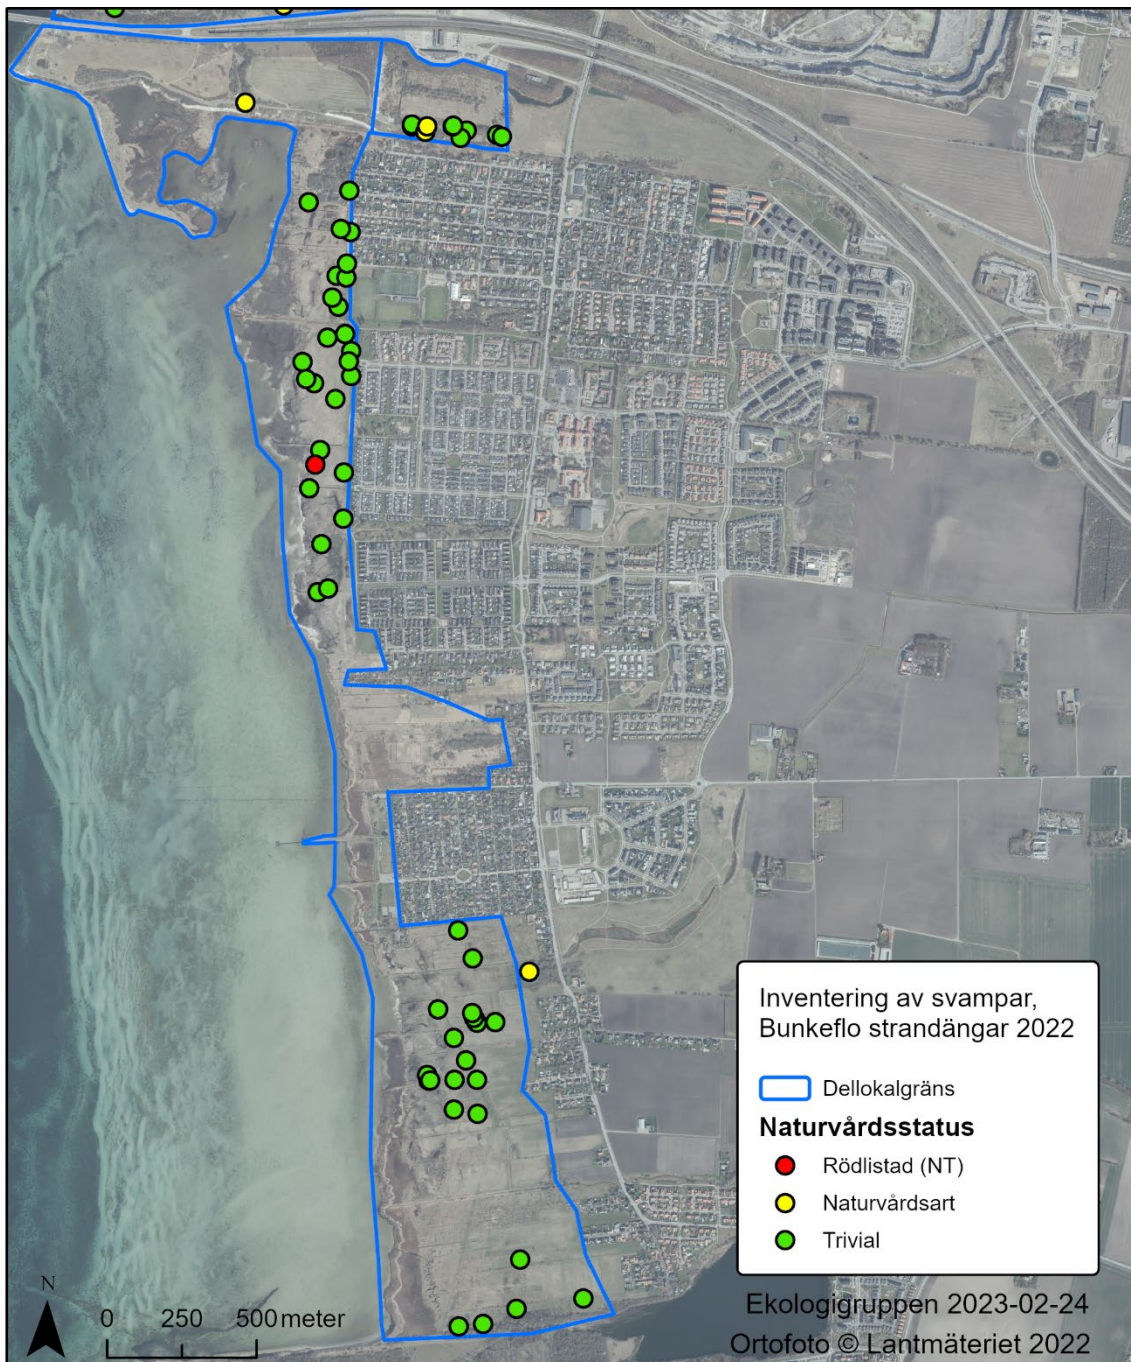 Inventering av svampar,
Bunkeflo strandängar 2022
Dellokalgräns
Naturvårdsstatus
Rödlistad (NT)
Naturvårdsart
Trivial
N
0 250 500 meter
Ekologigruppen 2023-02-24
Ortofoto © Lantmäteriet 2022